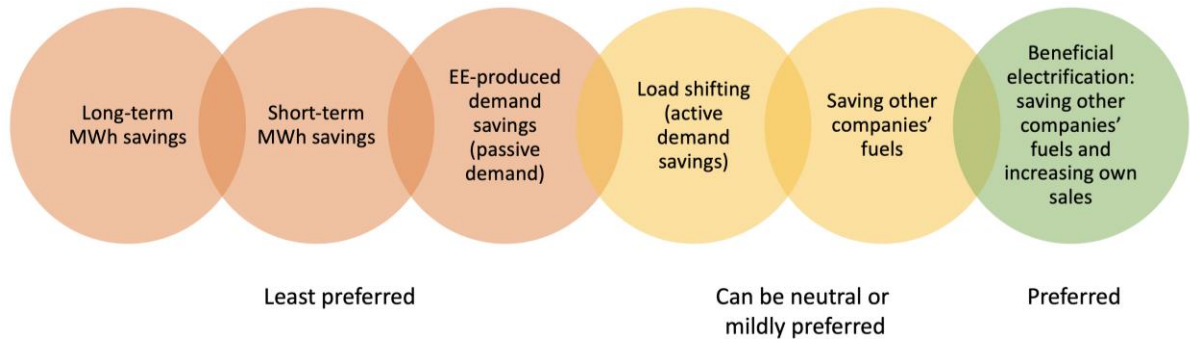 Long-term
MWh savings
Short-term
MWh savings
EE-produced
demand
savings
(passive
demand)
Load shifting
(active
demand
savings)
Saving other
companies’
fuels
Beneficial
electrification:
saving other
companies’
fuels and
increasing own
sales
Least preferred
Can be neutral or
mildly preferred
Preferred